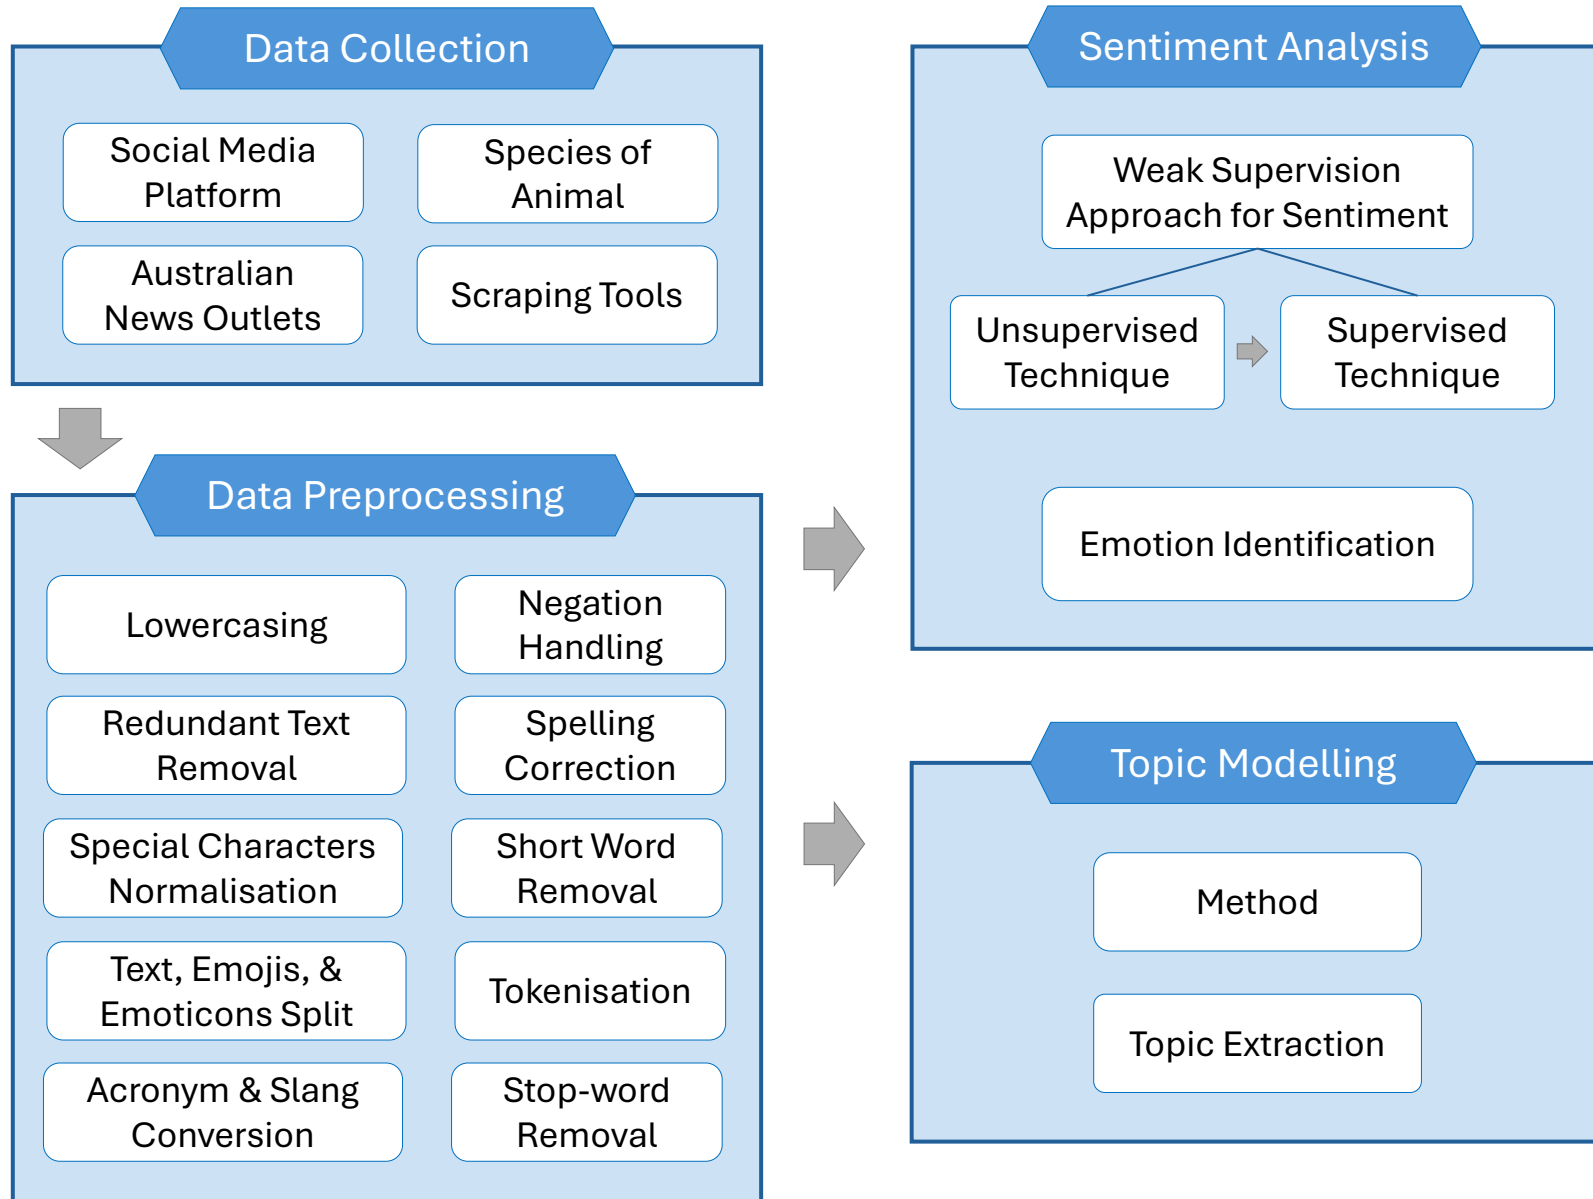 Data Collection
Social Media
Platform
Species of
Animal
Australian
News Outlets
Scraping Tools
Data Preprocessing
Lowercasing
Negation
Handling
Redundant Text
Removal
Spelling
Correction
Special Characters
Normalisation
Short Word
Removal
Text, Emojis, &
Emoticons Split
Tokenisation
Acronym & Slang
Conversion
Stop-word
Removal
Sentiment Analysis
Weak Supervision
Approach for Sentiment
Unsupervised
Technique
Supervised
Technique
Emotion Identification
Topic Modelling
Method
Topic Extraction